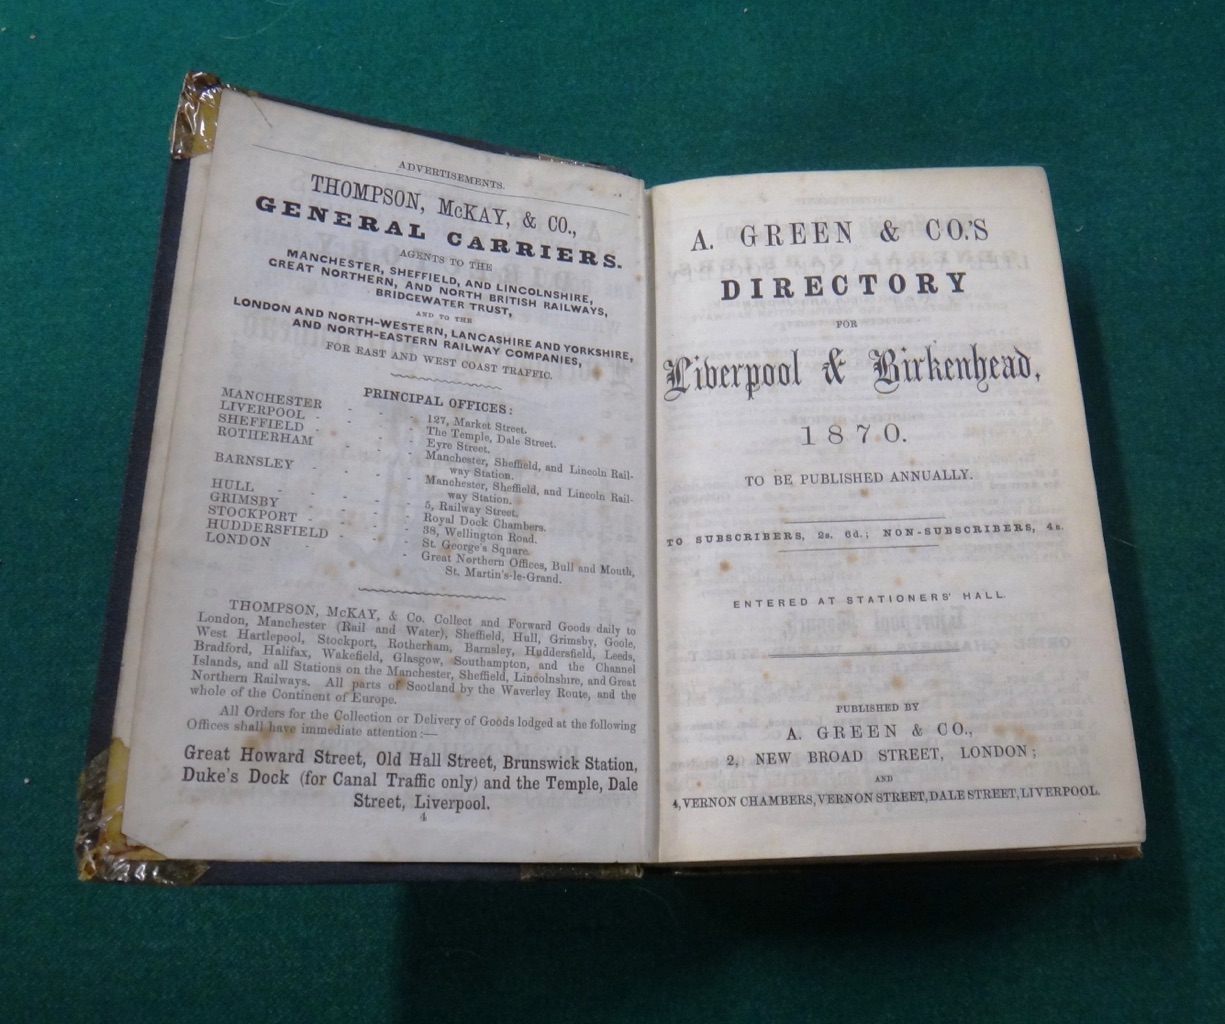 ADVERTISEMENTS.
THOMPSON, McKAY, & CO.,
GENERAL CARRIERS.
AGENTS TO THE
MANCHESTER, SHEFFIELD, AND LINCOLNSHIRE,
GREAT NORTHERN, AND NORTH BRITISH RAILWAYS,
BRIDGEWATER TRUST,
AND TO THE
LONDON AND NORTH-WESTERN, LANCASHIRE AND YORKSHIRE,
AND NORTH-EASTERN RAILWAY COMPANIES,
FOR EAST AND WEST COAST TRAFFIC.
PRINCIPAL OFFICES:
MANCHESTER - - - 127, Market Street.
LIVERPOOL - - - The Temple, Dale Street.
SHEFFIELD - - - Eyre Street.
ROTHERHAM - - - Manchester, Sheffield, and Lincoln Rail-
way Station.
BARNSLEY - - - Manchester, Sheffield, and Lincoln Rail-
way Station.
HULL - - - 5, Railway Street.
GRIMSBY - - - Royal Dock Chambers.
STOCKPORT - - - 38, Wellington Road.
HUDDERSFIELD - - - St. George's Square.
LONDON - - - Great Northern Offices, Bull and Mouth,
St. Martin's-le-Grand.
THOMPSON, McKAY, & Co. Collect and Forward Goods daily to
London, Manchester (Rail and Water), Sheffield, Hull, Grimsby, Goole,
West Hartlepool, Stockport, Rotherham, Barnsley, Huddersfield, Leeds,
Bradford, Halifax, Wakefield, Glasgow, Southampton, and the Channel
Islands, and all Stations on the Manchester, Sheffield, Lincolnshire, and Great
Northern Railways. All parts of Scotland by the Waverley Route, and the
whole of the Continent of Europe.
All Orders for the Collection or Delivery of Goods lodged at the following
Offices shall have immediate attention:—
Great Howard Street, Old Hall Street, Brunswick Station,
Duke's Dock (for Canal Traffic only) and the Temple, Dale
Street, Liverpool.
4
A. GREEN & CO.'S
DIRECTORY
FOR
Liverpool & Birkenhead,
1870.
TO BE PUBLISHED ANNUALLY.
TO SUBSCRIBERS, 2s. 6d.; NON-SUBSCRIBERS, 4s.
ENTERED AT STATIONERS' HALL.
PUBLISHED BY
A. GREEN & CO.,
2, NEW BROAD STREET, LONDON;
AND
4, VERNON CHAMBERS, VERNON STREET, DALE STREET, LIVERPOOL.